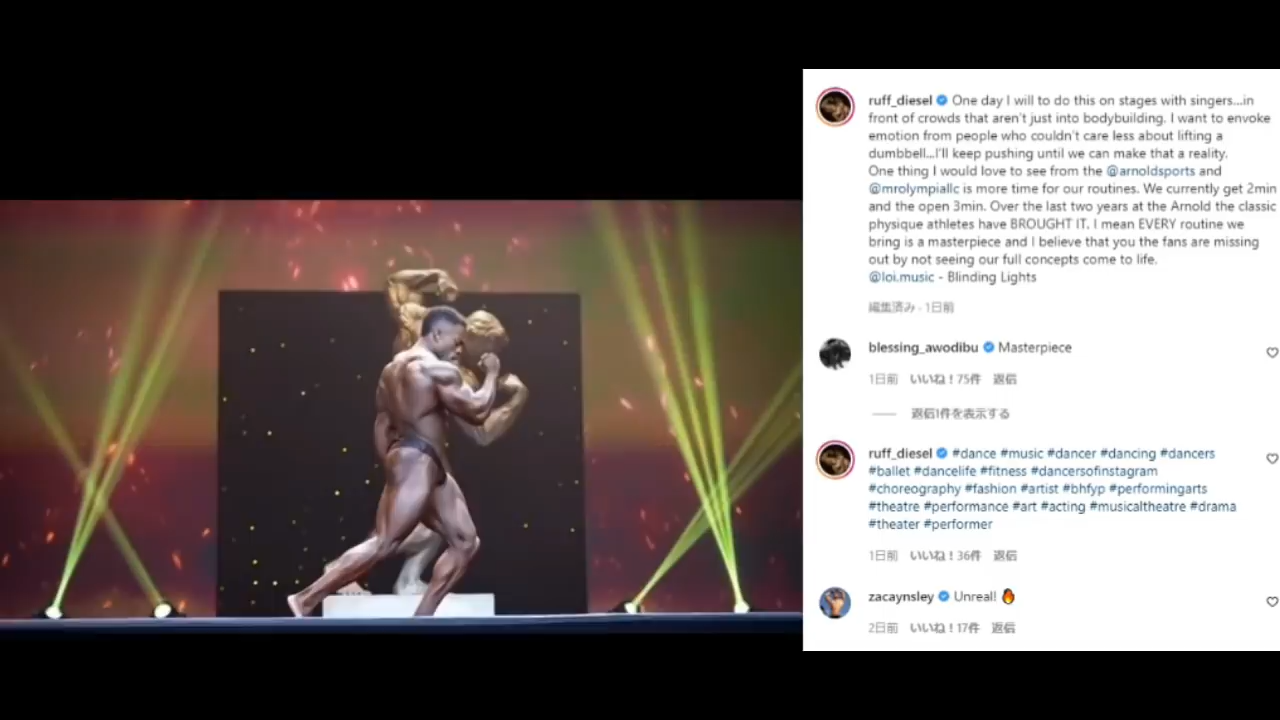 ruff_diesel One day I will to do this on stages with singers...in
front of crowds that aren't just into bodybuilding. I want to envoke
emotion from people who couldn't care less about lifting a
dumbbell...I'll keep pushing until we can make that a reality.
One thing I would love to see from the @arnoldsports and
@mrolympiallc is more time for our routines. We currently get 2min
and the open 3min. Over the last two years at the Arnold the classic
physique athletes have BROUGHT IT. I mean EVERY routine we
bring is a masterpiece and I believe that you the fans are missing
out by not seeing our full concepts come to life.
@loi.music - Blinding Lights
編集済み · 1日前
blessing_awodibu Masterpiece
1日前 いいね！75件 返信
返信1件を表示する
ruff_diesel #dance #music #dancer #dancing #dancers
#ballet #dancelife #fitness #dancersofinstagram
#choreography #fashion #artist #bhfyp #performingarts
#theatre #performance #art #acting #musicaltheatre #drama
#theater #performer
1日前 いいね！36件 返信
zacaynsley Unreal! 🔥
2日前 いいね！17件 返信